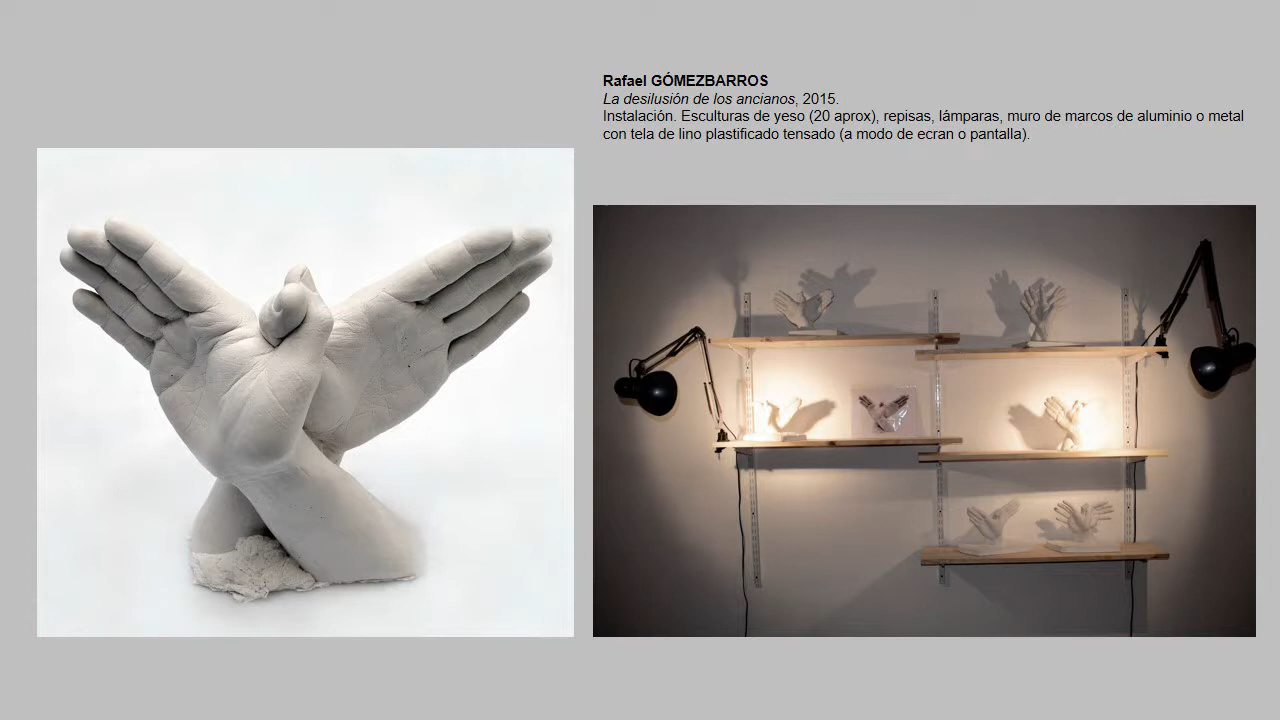 Rafael GÓMEZBARROS
La desilusión de los ancianos, 2015.
Instalación. Esculturas de yeso (20 aprox), repisas, lámparas, muro de marcos de aluminio o metal
con tela de lino plastificado tensado (a modo de ecran o pantalla).